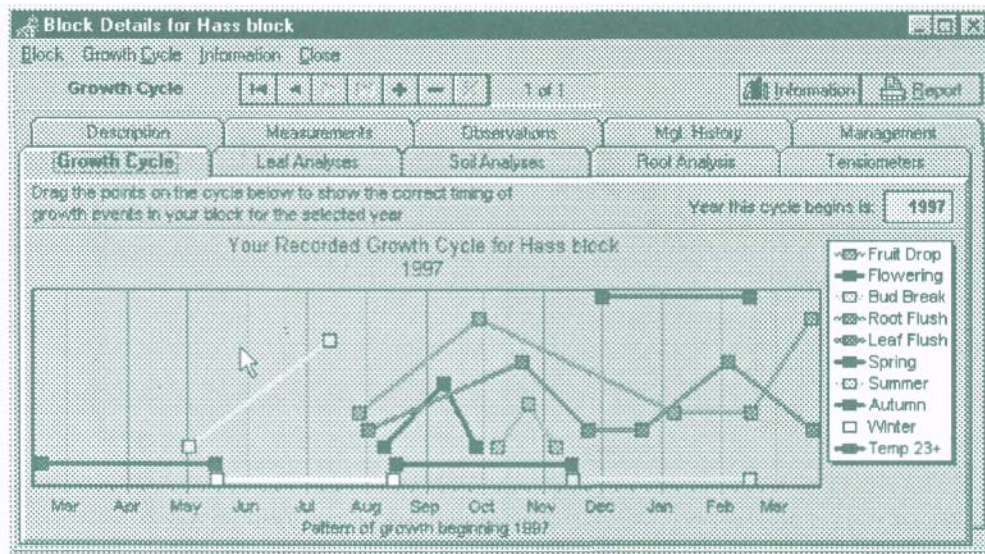 Block Details for Hass block
Block Growth Cycle Information Close
Growth Cycle 1 of 1 Information Report
Description Measurements Observations Mgt. History Management
Growth Cycle Leaf Analyses Soil Analyses Root Analysis Tensiometers
Drag the points on the cycle below to show the correct timing of
growth events in your block for the selected year
Year this cycle begins is: 1997
Your Recorded Growth Cycle for Hass block
1997
Fruit Drop
Flowering
Bud Break
Root Flush
Leaf Flush
Spring
Summer
Autumn
Winter
Temp 23+
Mar Apr May Jun Jul Aug Sep Oct Nov Dec Jan Feb Mar
Pattern of growth beginning 1997